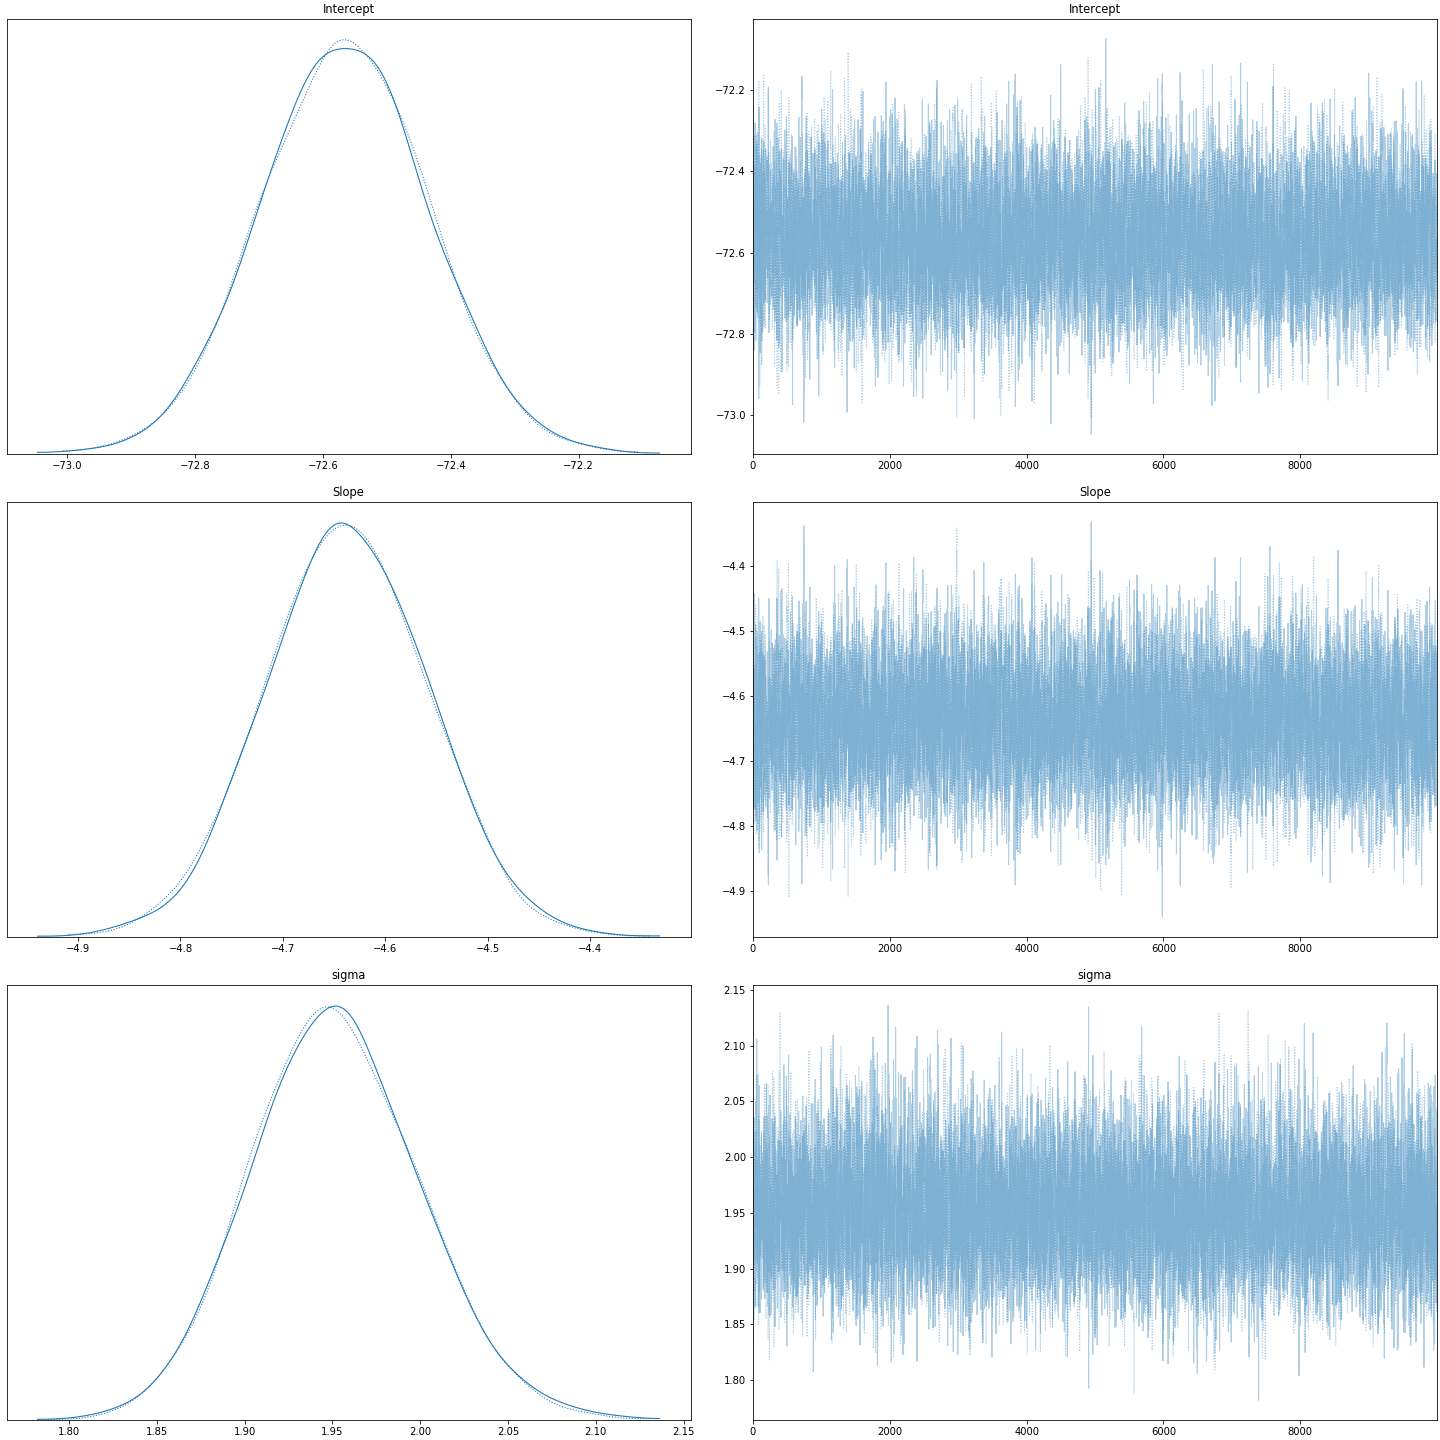 Intercept
Intercept
−72.2
−72.4
−72.6
−72.8
−73.0
−73.0 −72.8 −72.6 −72.4 −72.2
0 2000 4000 6000 8000
Slope
Slope
−4.4
−4.5
−4.6
−4.7
−4.8
−4.9
−4.9 −4.8 −4.7 −4.6 −4.5 −4.4
0 2000 4000 6000 8000
sigma
sigma
2.15
2.10
2.05
2.00
1.95
1.90
1.85
1.80
1.80 1.85 1.90 1.95 2.00 2.05 2.10 2.15
0 2000 4000 6000 8000